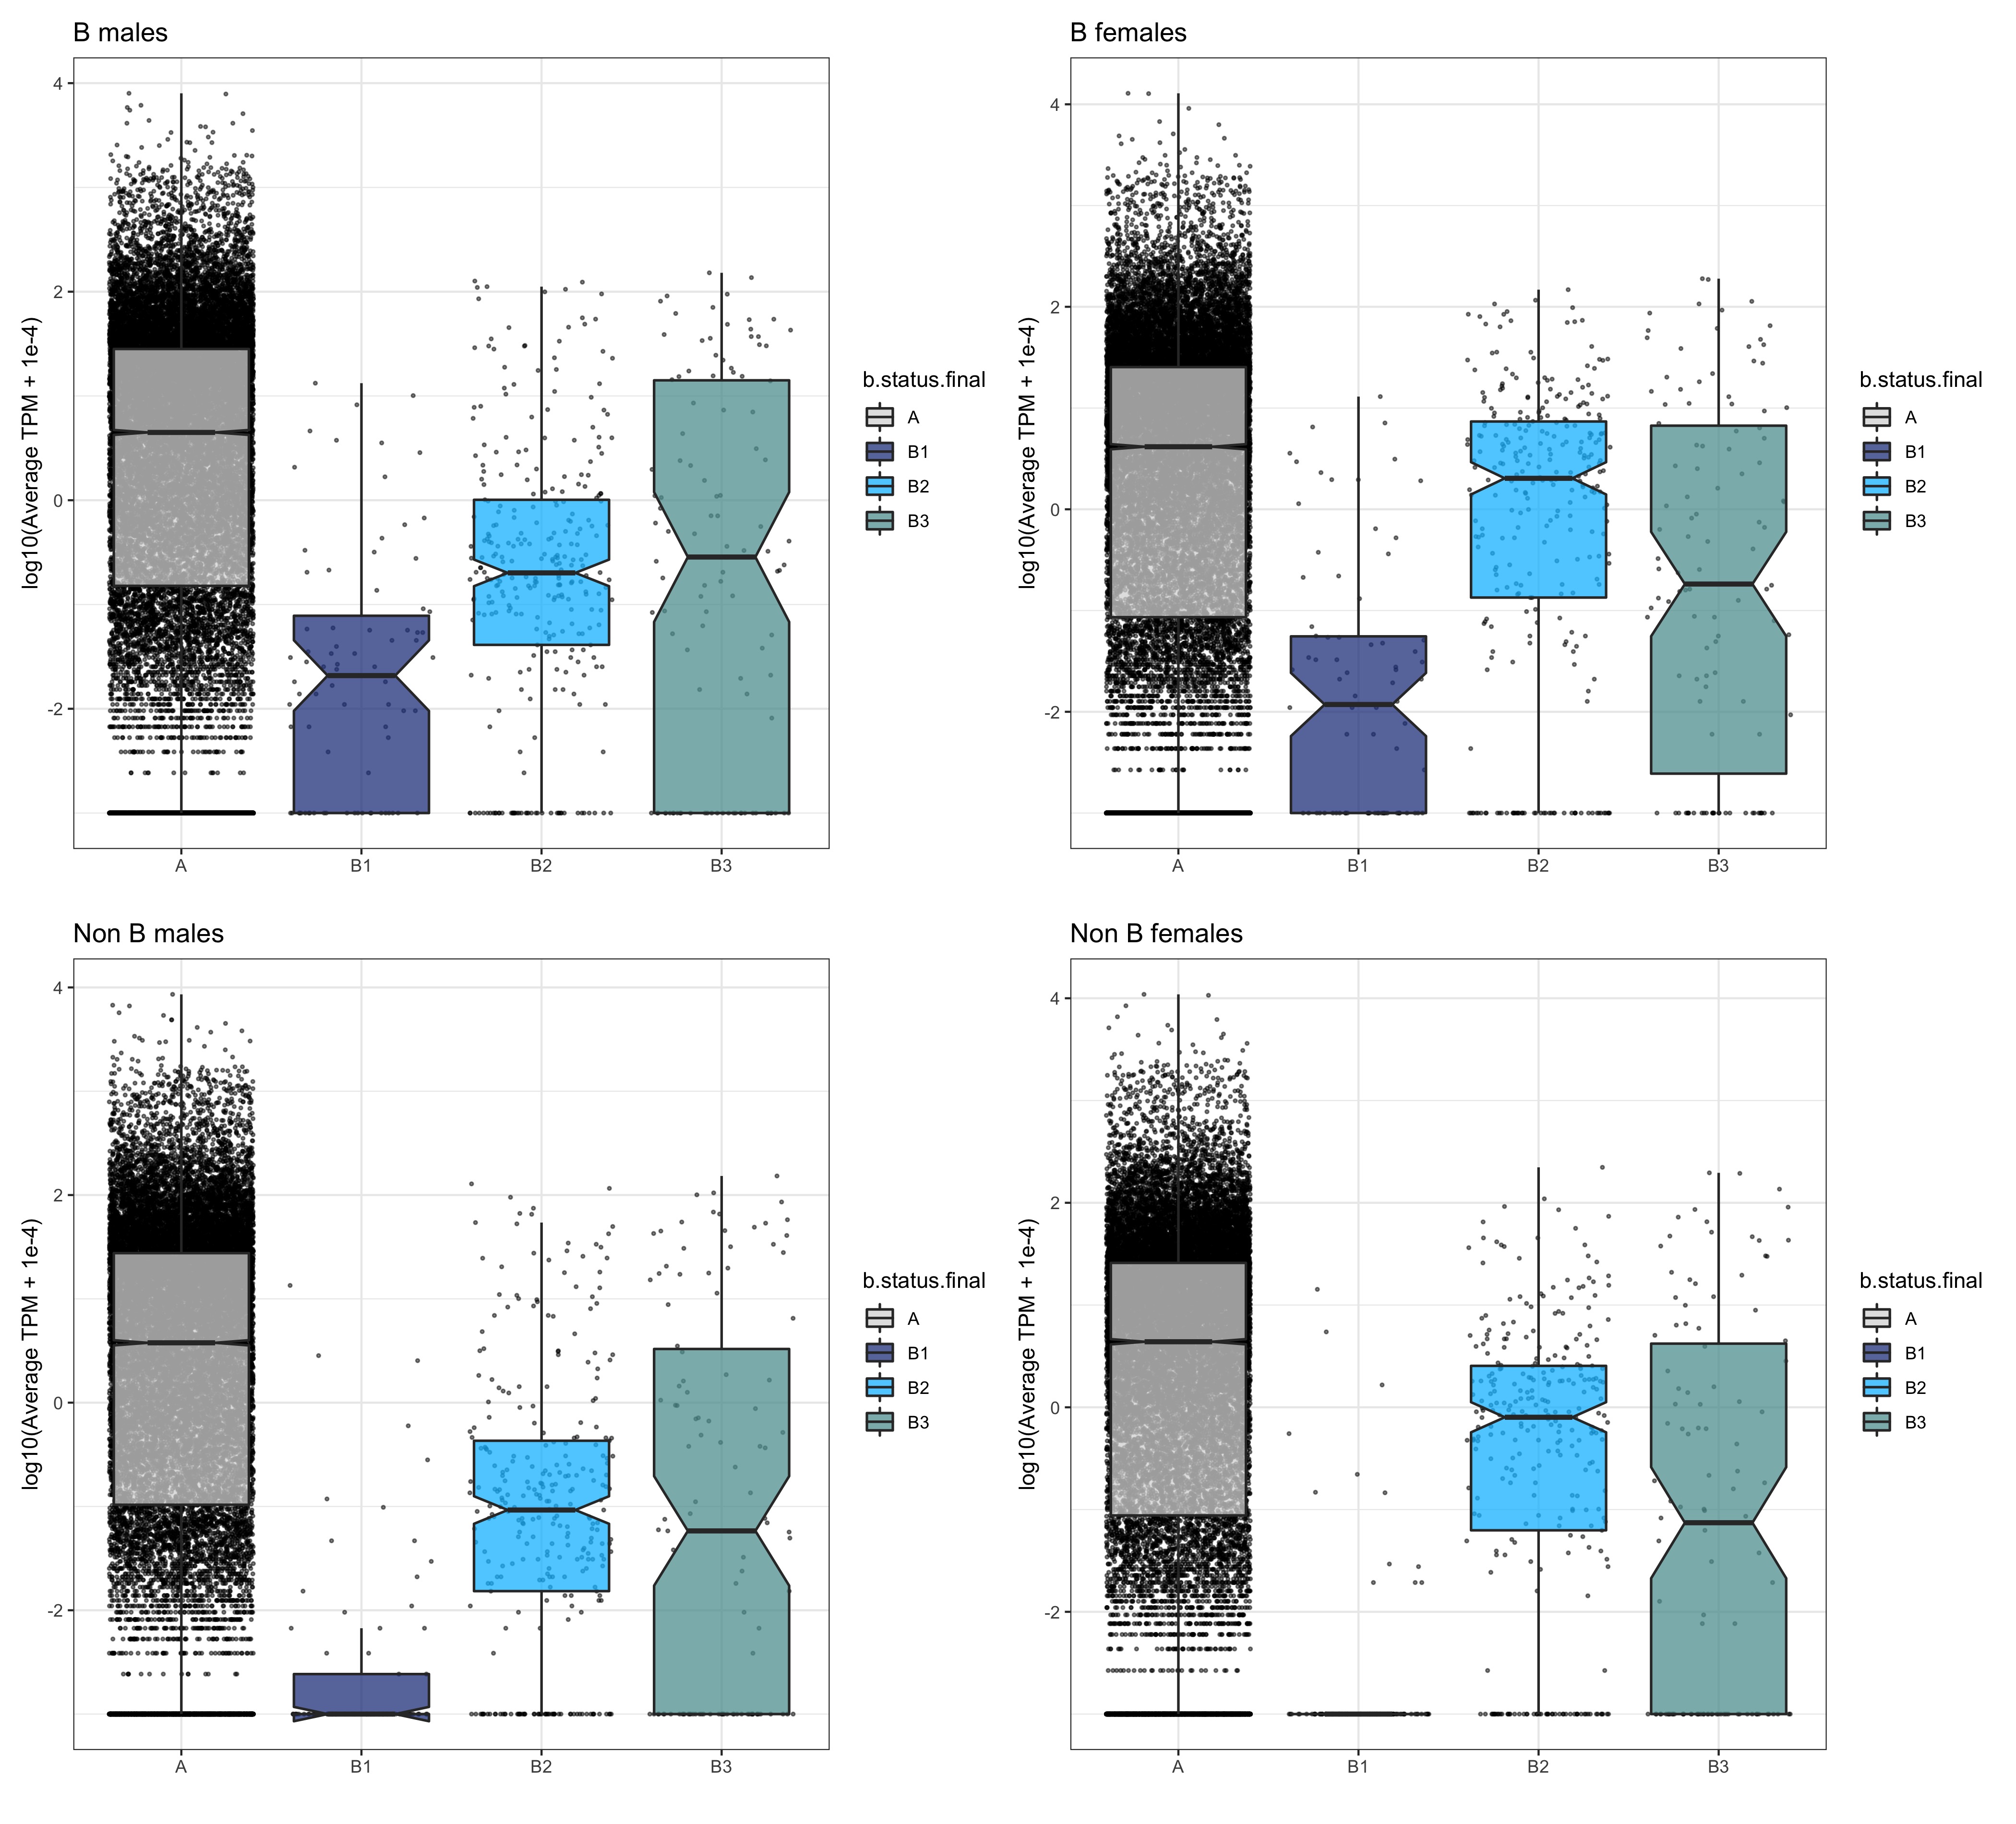 B males
log10(Average TPM + 1e-4)
4
2
0
-2
A
B1
B2
B3
b.status.final
A
B1
B2
B3
B females
log10(Average TPM + 1e-4)
4
2
0
-2
A
B1
B2
B3
b.status.final
A
B1
B2
B3
Non B males
log10(Average TPM + 1e-4)
4
2
0
-2
A
B1
B2
B3
b.status.final
A
B1
B2
B3
Non B females
log10(Average TPM + 1e-4)
4
2
0
-2
A
B1
B2
B3
b.status.final
A
B1
B2
B3